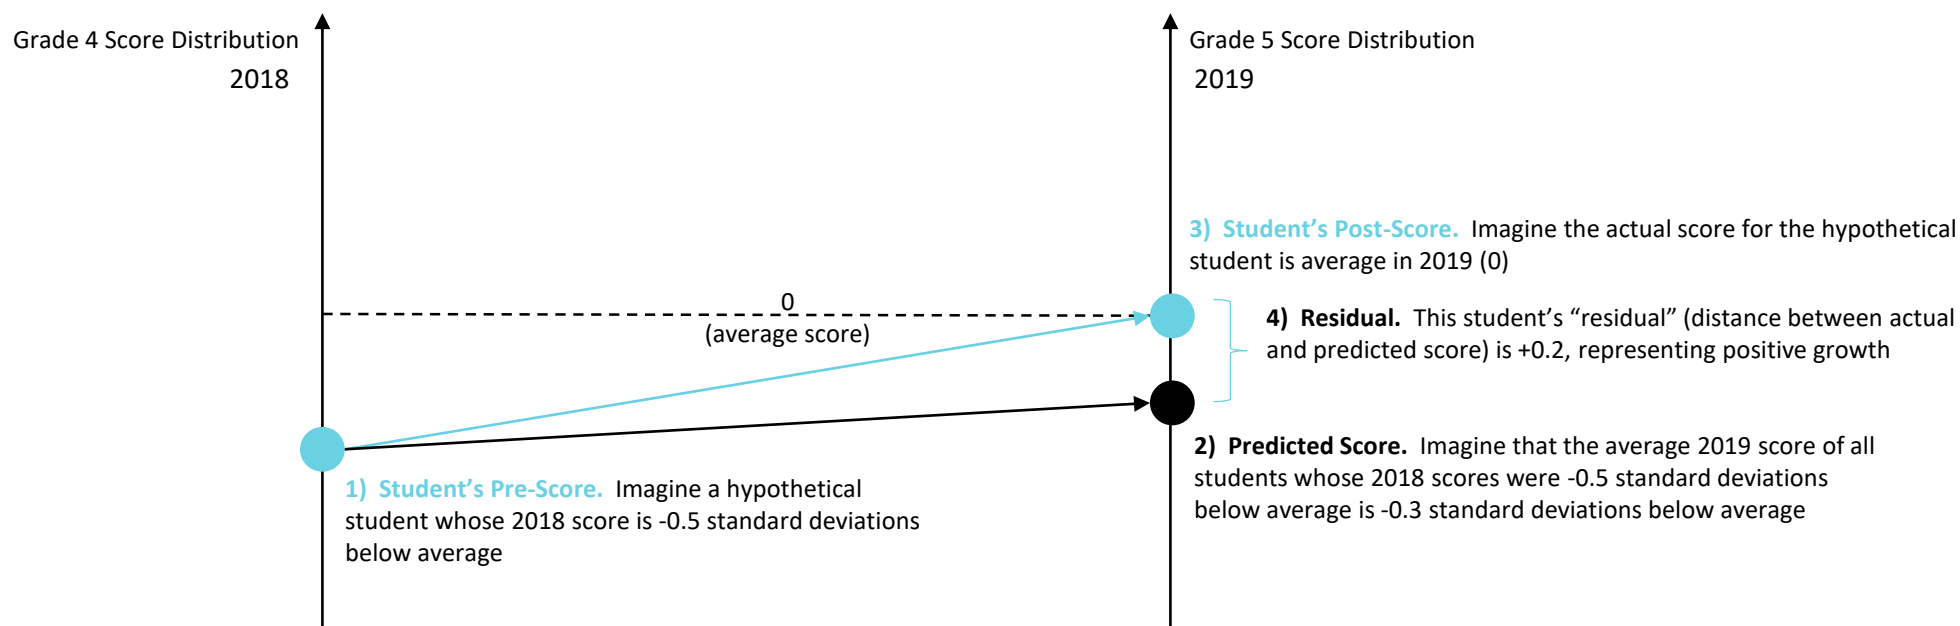 Grade 4 Score Distribution
2018
Grade 5 Score Distribution
2019
3)  Student’s Post-Score.  Imagine the actual score for the hypothetical
student is average in 2019 (0)
0
(average score)
4)  Residual.  This student’s “residual” (distance between actual
and predicted score) is +0.2, representing positive growth
2)  Predicted Score.  Imagine that the average 2019 score of all
students whose 2018 scores were -0.5 standard deviations
below average is -0.3 standard deviations below average
1)  Student’s Pre-Score.  Imagine a hypothetical
student whose 2018 score is -0.5 standard deviations
below average